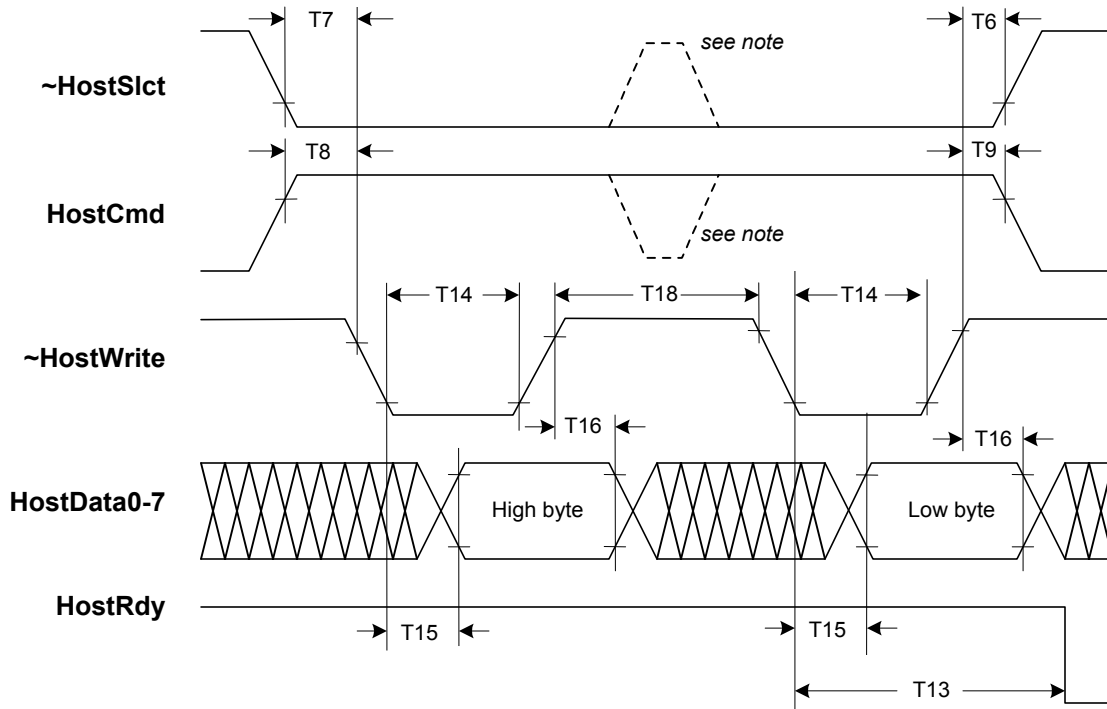 T7
T6
see note
~HostSlct
T8
T9
HostCmd
see note
T14
T18
T14
~HostWrite
T16
T16
HostData0-7
High byte
Low byte
HostRdy
T15
T15
T13